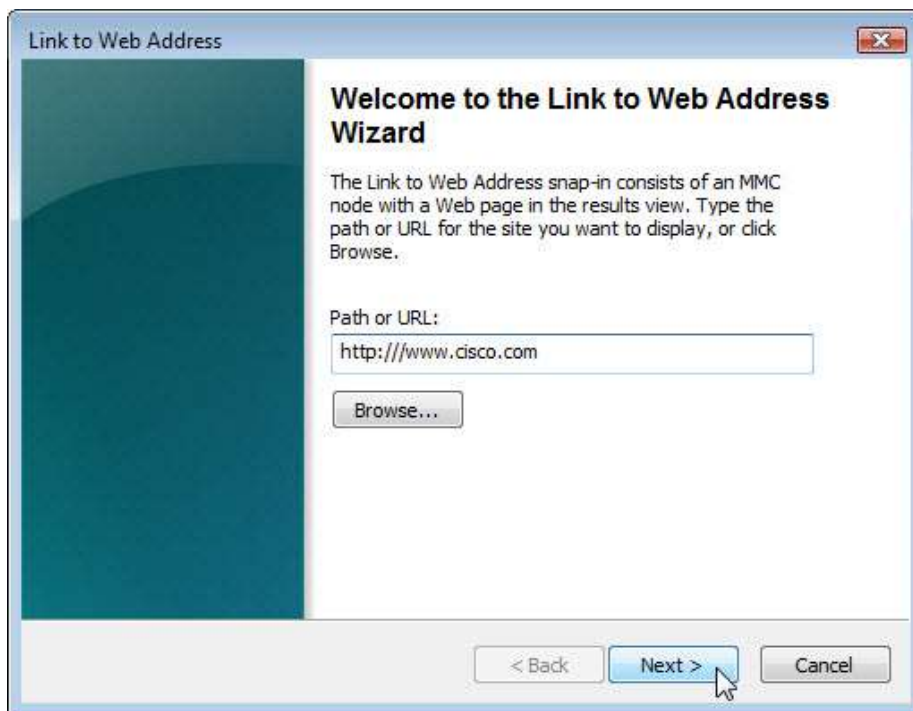 Link to Web Address
Welcome to the Link to Web Address
Wizard
The Link to Web Address snap-in consists of an MMC
node with a Web page in the results view. Type the
path or URL for the site you want to display, or click
Browse.
Path or URL:
http:///www.cisco.com
Browse...
< Back Next > Cancel